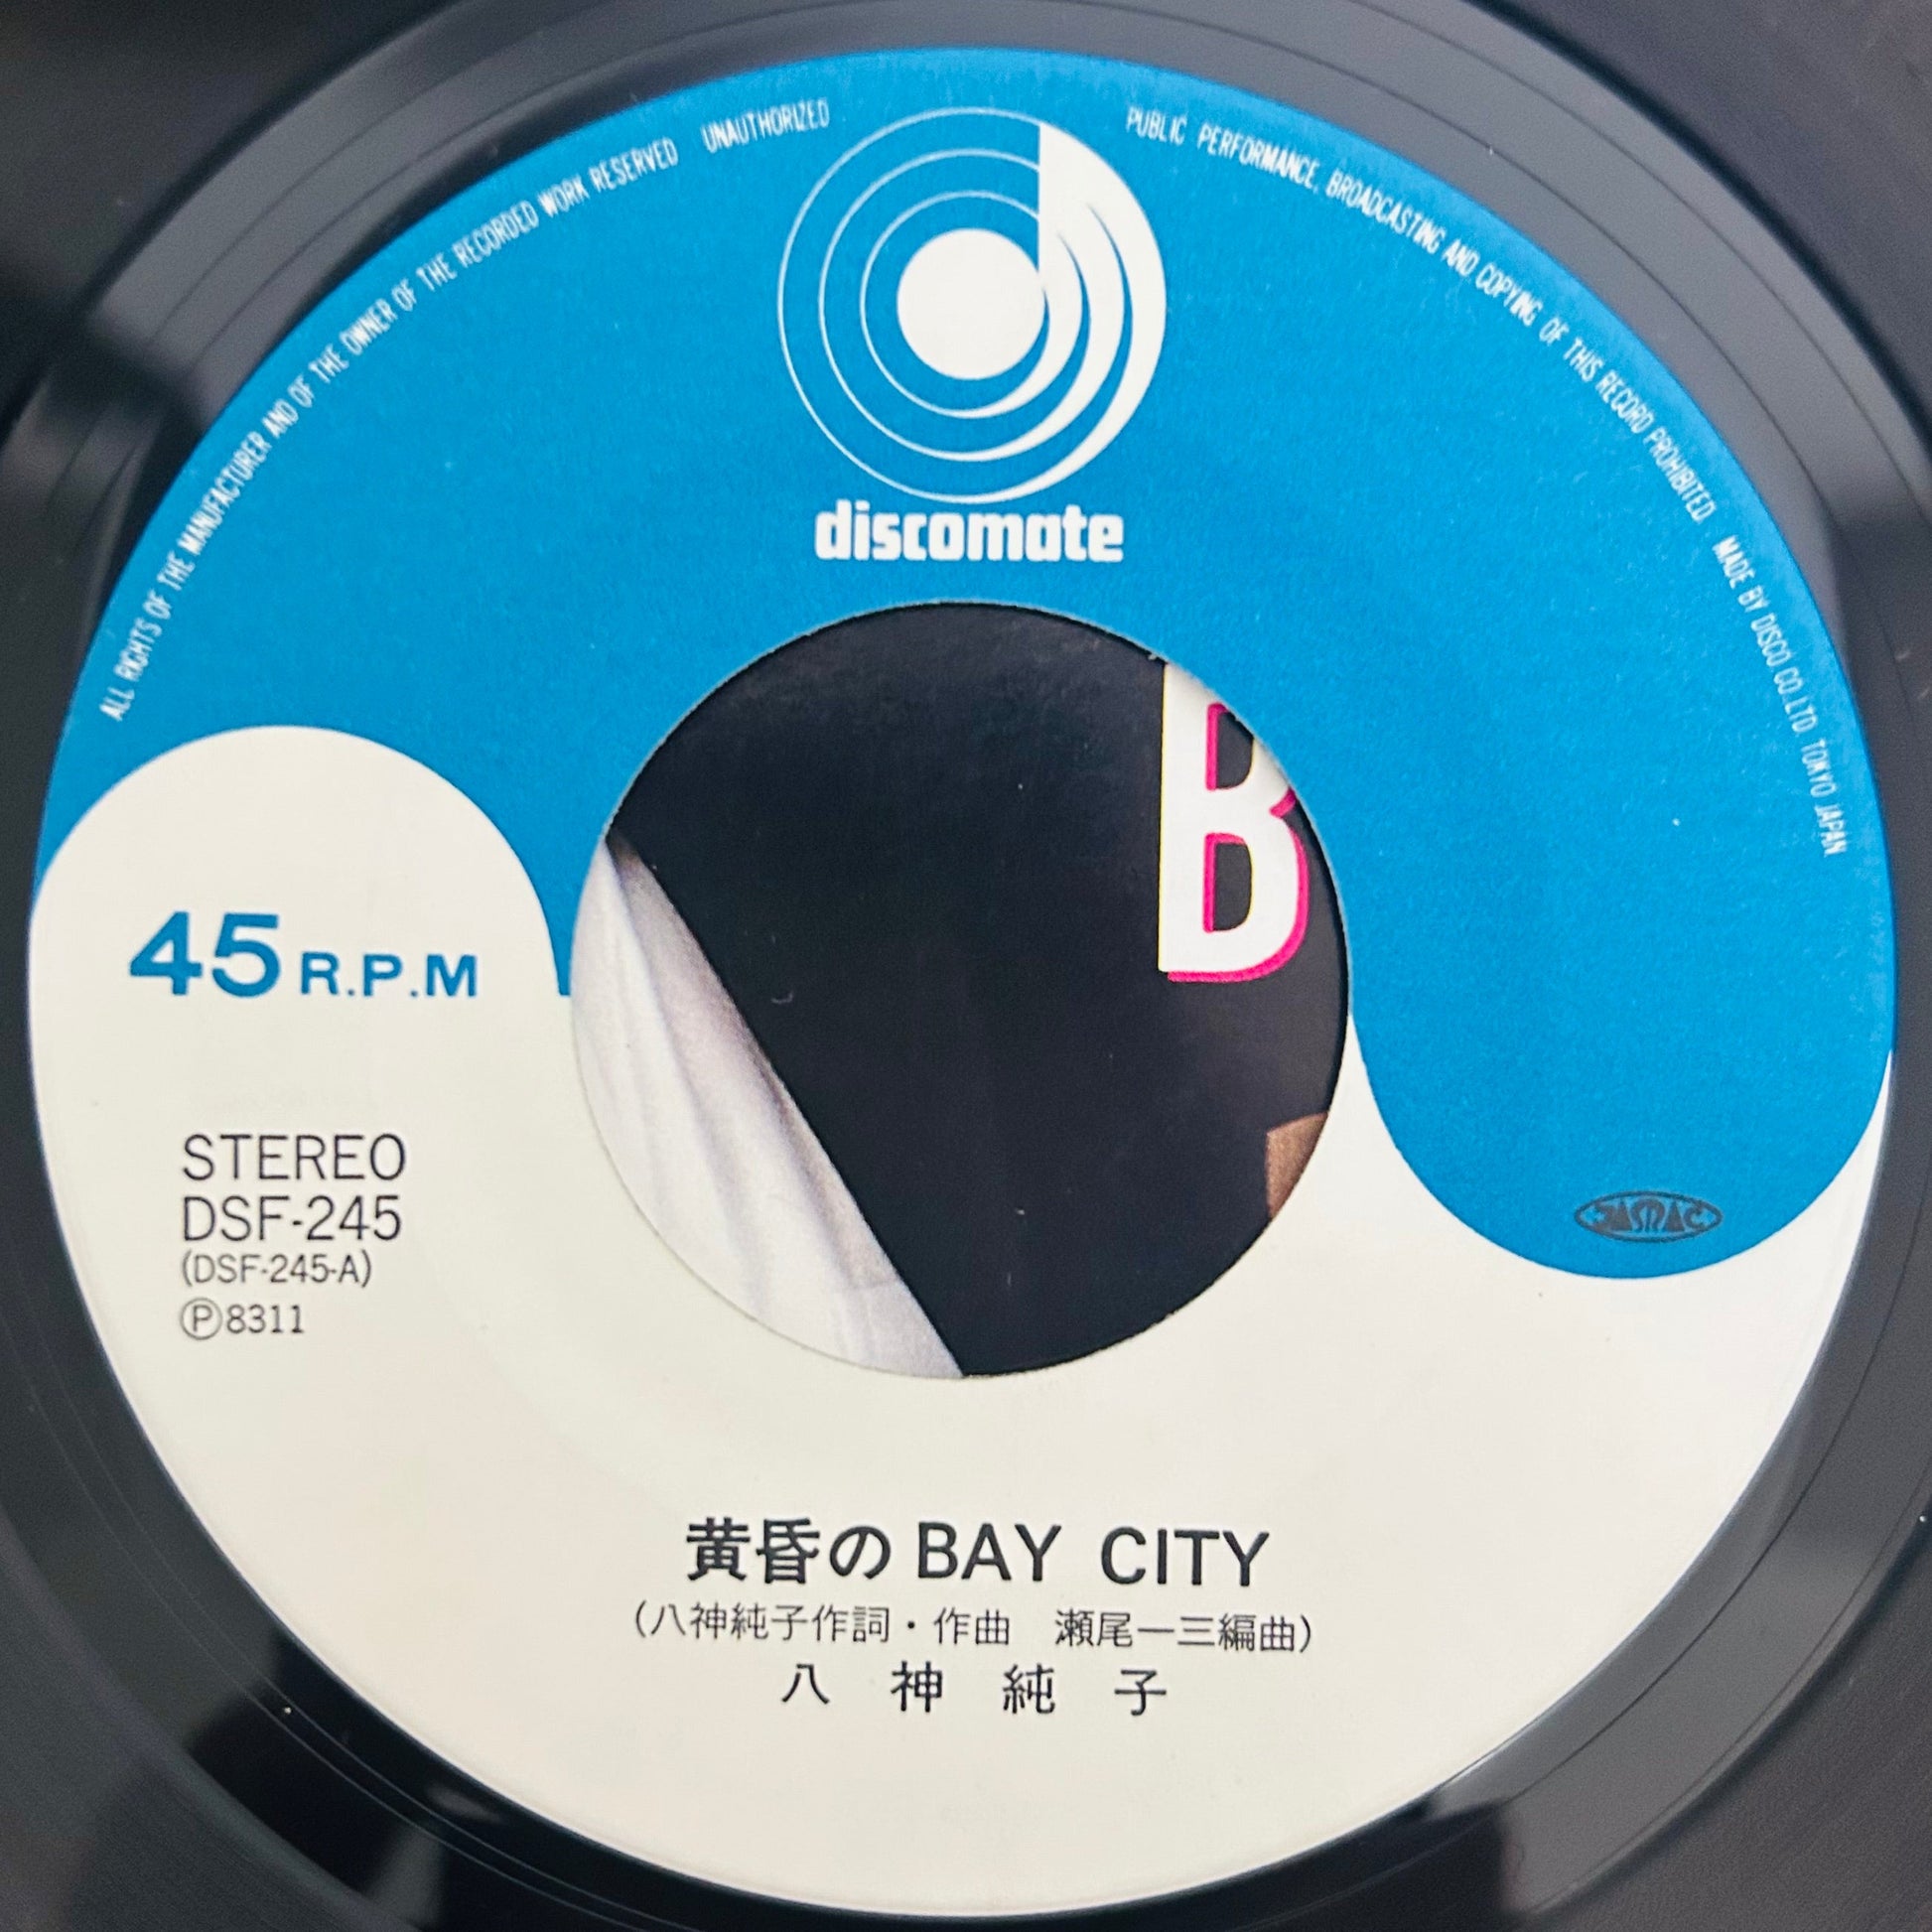 ALL RIGHTS OF THE MANUFACTURER AND OF THE OWNER OF THE RECORDED WORK RESERVED UNAUTHORIZED PUBLIC PERFORMANCE, BROADCASTING AND COPYING OF THIS RECORD PROHIBITED. MADE BY DISCO CO., LTD. TOKYO JAPAN.
discomate
B
45 R.P.M
STEREO
DSF-245
(DSF-245-A)
Ⓟ8311
JASRAC
黄昏のBAY CITY
(八神純子作詞・作曲 瀬尾一三編曲)
八神純子